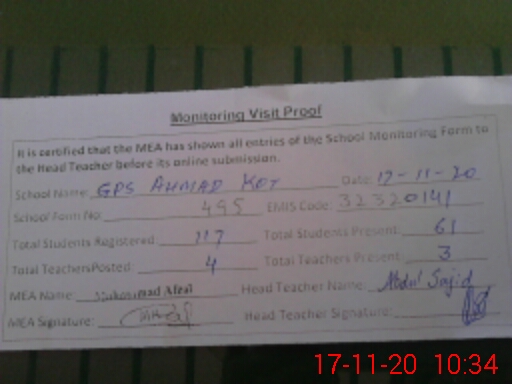 Monitoring Visit Proof
It is certified that the MEA has shown all entries of the School Monitoring Form to
the Head Teacher before its online submission.
School Name: GPS AHMAD KOT Date: 17-11-20
School Form No: 495 EMIS Code: 32320141
Total Students Registered: 117 Total Students Present: 61
Total Teachers Posted: 4 Total Teachers Present: 3
MEA Name: Muhammad Afzal Head Teacher Name: Abdul Sajid
MEA Signature: Head Teacher Signature:
17-11-20 10:34